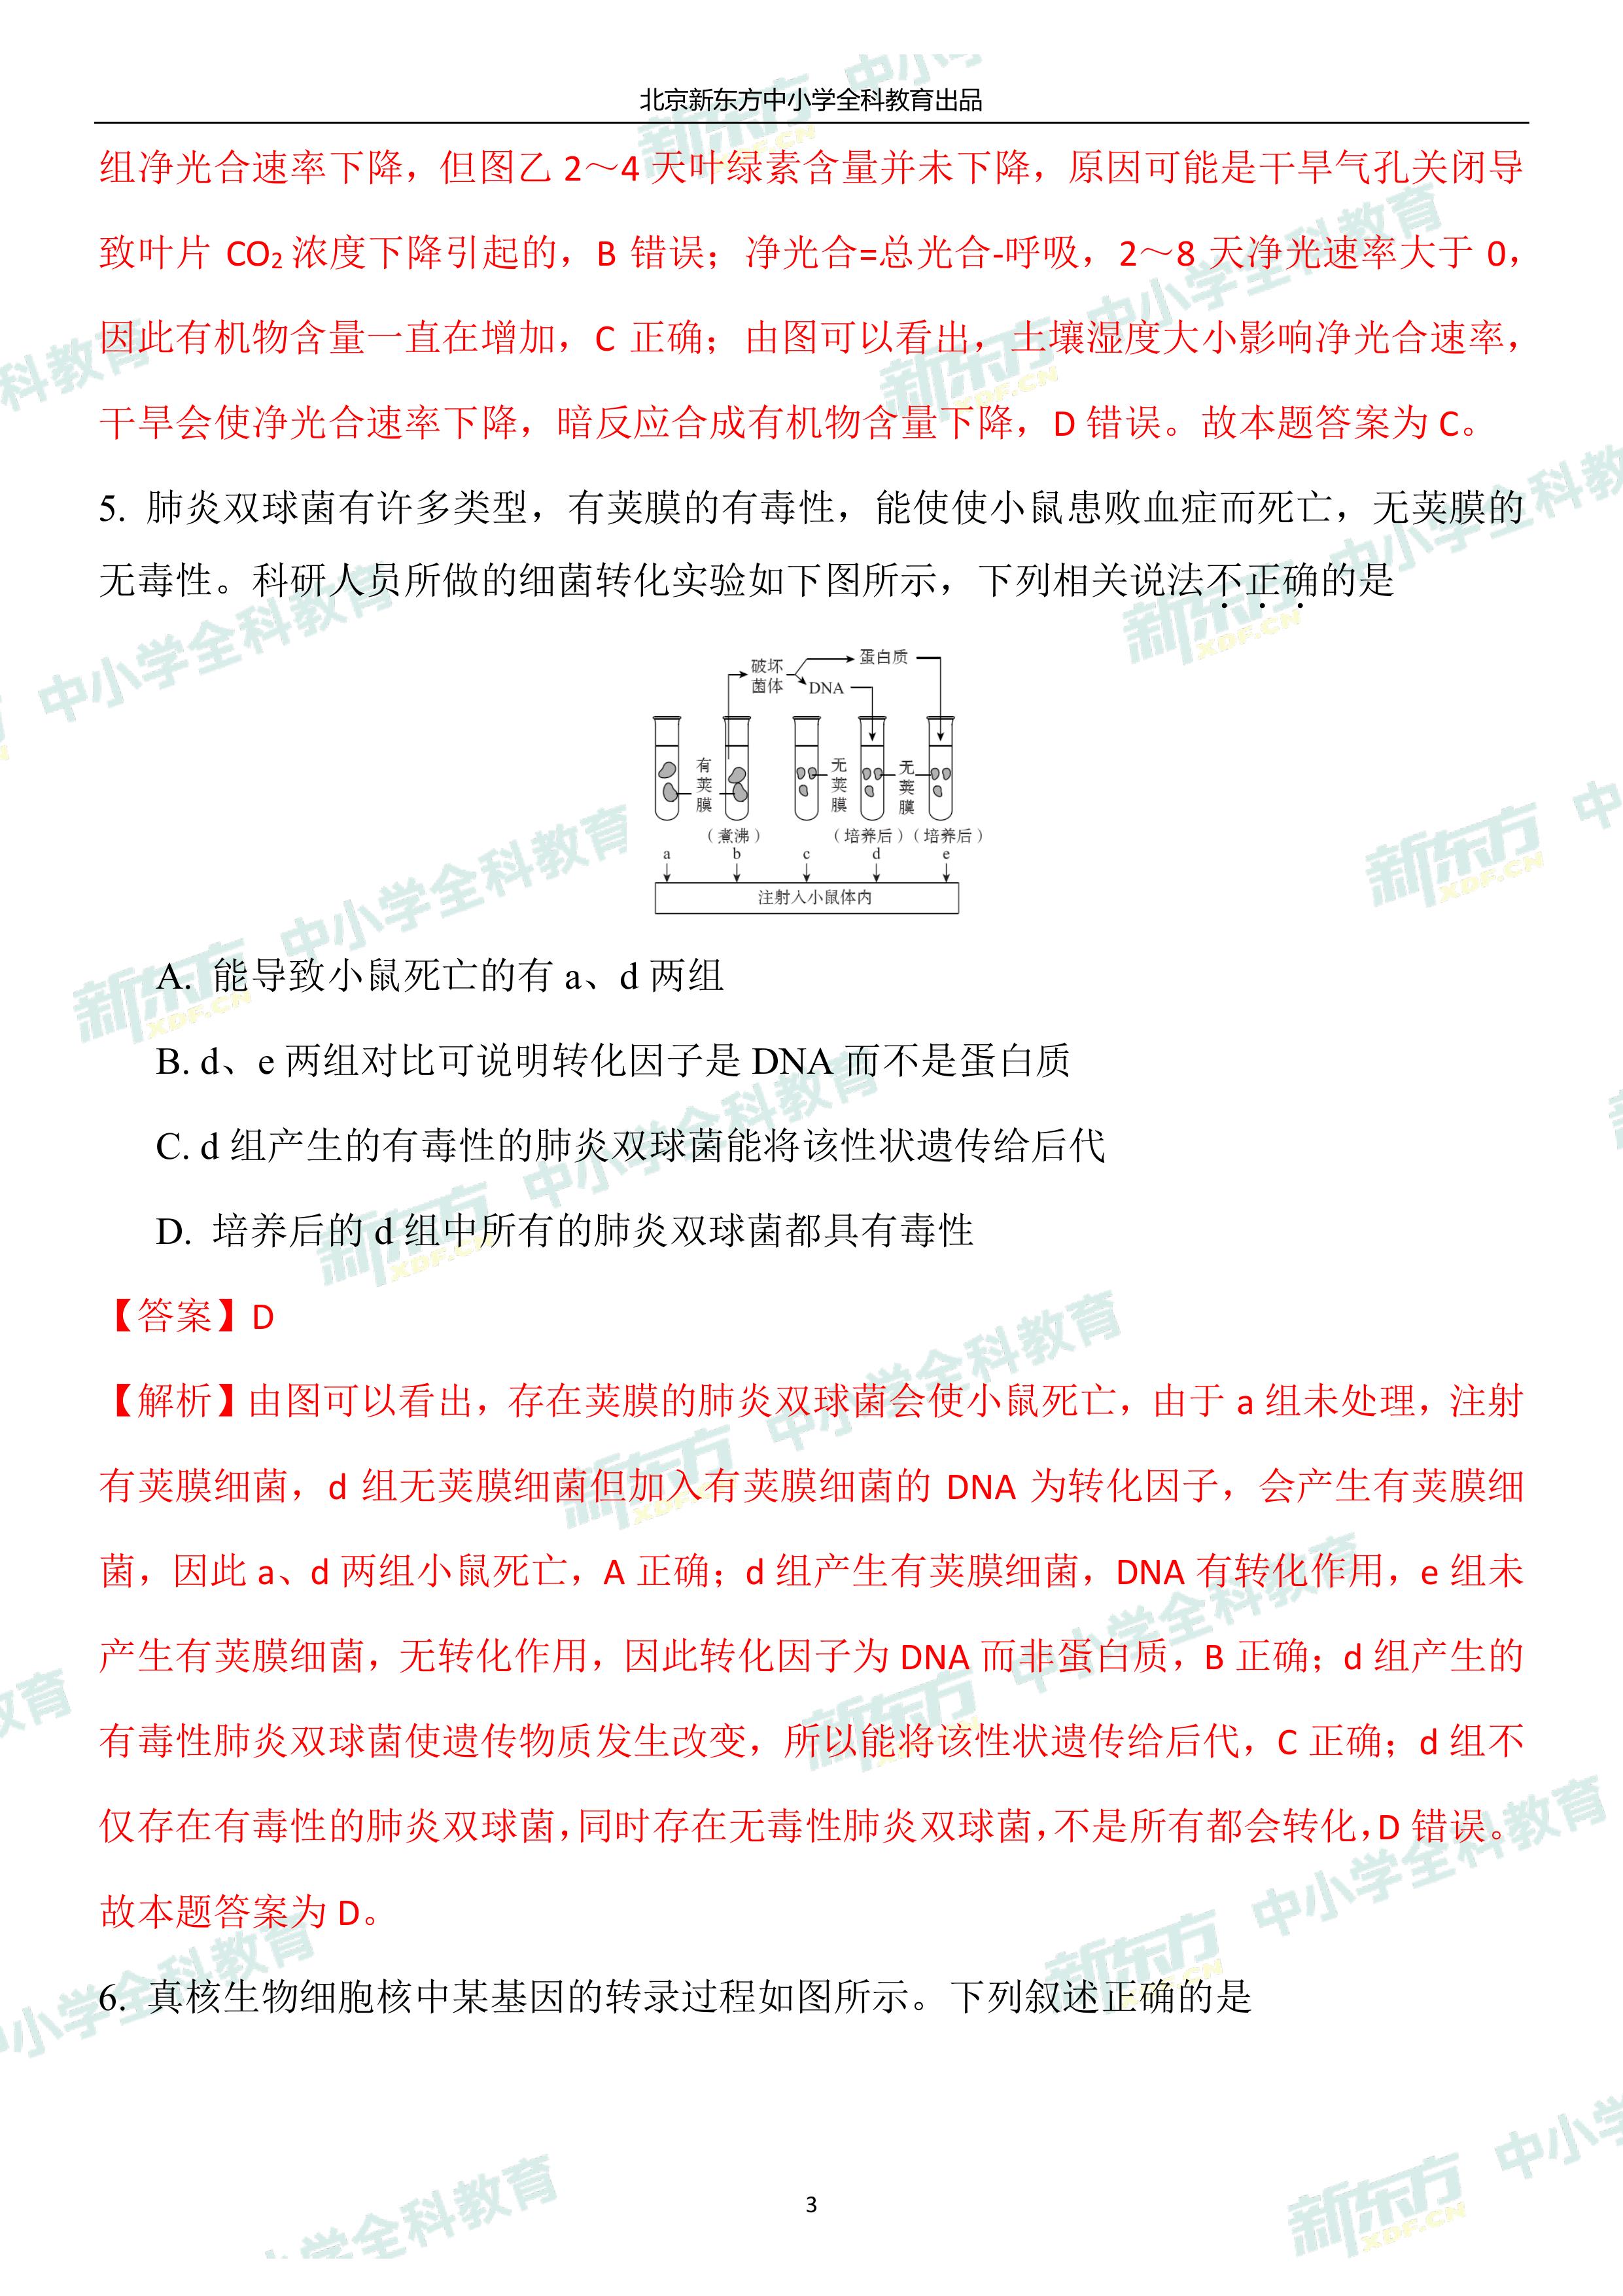 北京新东方中小学全科教育出品
组净光合速率下降，但图乙 2～4 天叶绿素含量并未下降，原因可能是干旱气孔关闭导
致叶片 CO₂ 浓度下降引起的，B 错误；净光合=总光合-呼吸，2～8 天净光速率大于 0，
因此有机物含量一直在增加，C 正确；由图可以看出，土壤湿度大小影响净光合速率，
干旱会使净光合速率下降，暗反应合成有机物含量下降，D 错误。故本题答案为 C。
5. 肺炎双球菌有许多类型，有荚膜的有毒性，能使使小鼠患败血症而死亡，无荚膜的
无毒性。科研人员所做的细菌转化实验如下图所示，下列相关说法不正确的是
破坏
菌体
蛋白质
DNA
有荚膜
无荚膜
无荚膜
（煮沸）
（培养后）（培养后）
a b c d e
注射入小鼠体内
A. 能导致小鼠死亡的有 a、d 两组
B. d、e 两组对比可说明转化因子是 DNA 而不是蛋白质
C. d 组产生的有毒性的肺炎双球菌能将该性状遗传给后代
D. 培养后的 d 组中所有的肺炎双球菌都具有毒性
【答案】D
【解析】由图可以看出，存在荚膜的肺炎双球菌会使小鼠死亡，由于 a 组未处理，注射
有荚膜细菌，d 组无荚膜细菌但加入有荚膜细菌的 DNA 为转化因子，会产生有荚膜细
菌，因此 a、d 两组小鼠死亡，A 正确；d 组产生有荚膜细菌，DNA 有转化作用，e 组未
产生有荚膜细菌，无转化作用，因此转化因子为 DNA 而非蛋白质，B 正确；d 组产生的
有毒性肺炎双球菌使遗传物质发生改变，所以能将该性状遗传给后代，C 正确；d 组不
仅存在有毒性的肺炎双球菌，同时存在无毒性肺炎双球菌，不是所有都会转化，D 错误。
故本题答案为 D。
6. 真核生物细胞核中某基因的转录过程如图所示。下列叙述正确的是
3
新东方 XDF.CN 中小学全科教育